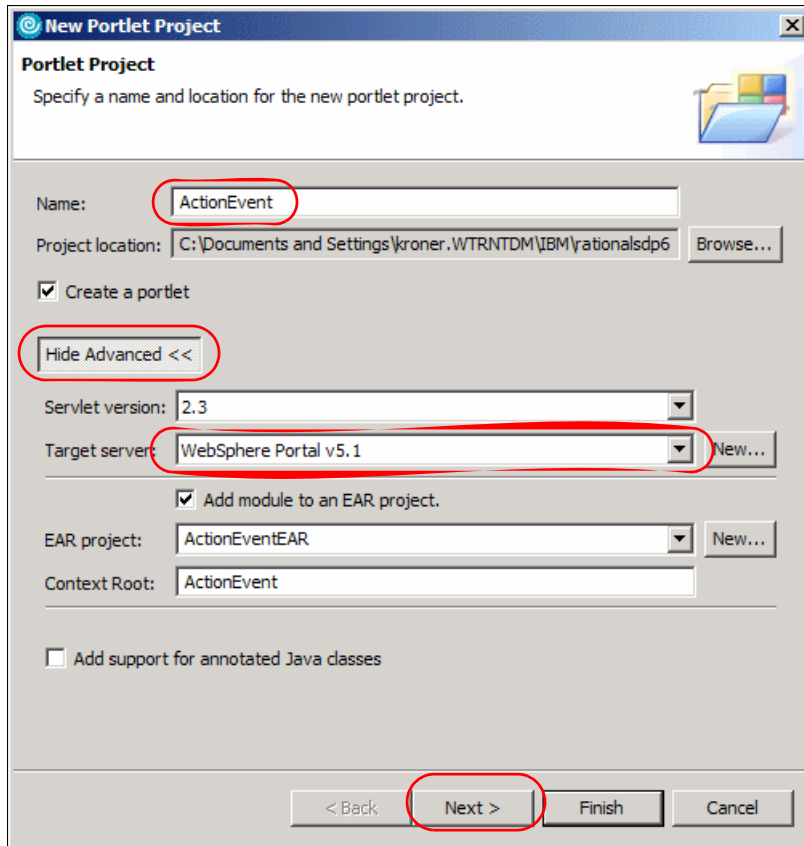 New Portlet Project
Portlet Project
Specify a name and location for the new portlet project.
Name: ActionEvent
Project location: C:\Documents and Settings\kroner.WTRNTDM\IBM\rationalsdp6 Browse...
Create a portlet
Hide Advanced <<
Servlet version: 2.3
Target server: WebSphere Portal v5.1 New...
Add module to an EAR project.
EAR project: ActionEventEAR New...
Context Root: ActionEvent
Add support for annotated Java classes
< Back Next > Finish Cancel